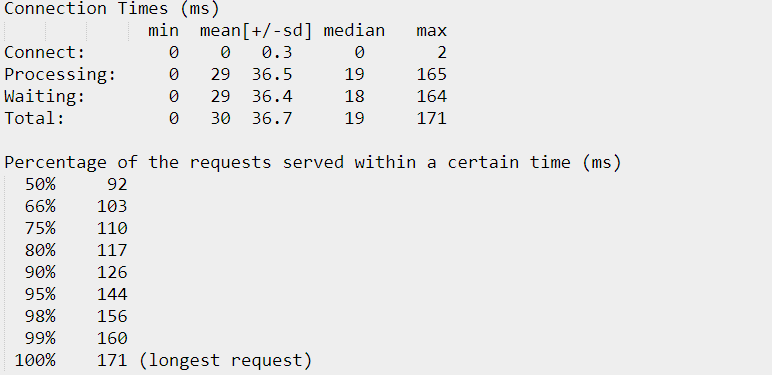 Connection Times (ms)
              min  mean[+/-sd] median   max
Connect:        0    0   0.3      0       2
Processing:     0   29  36.5     19     165
Waiting:        0   29  36.4     18     164
Total:          0   30  36.7     19     171

Percentage of the requests served within a certain time (ms)
  50%     92
  66%    103
  75%    110
  80%    117
  90%    126
  95%    144
  98%    156
  99%    160
 100%    171 (longest request)